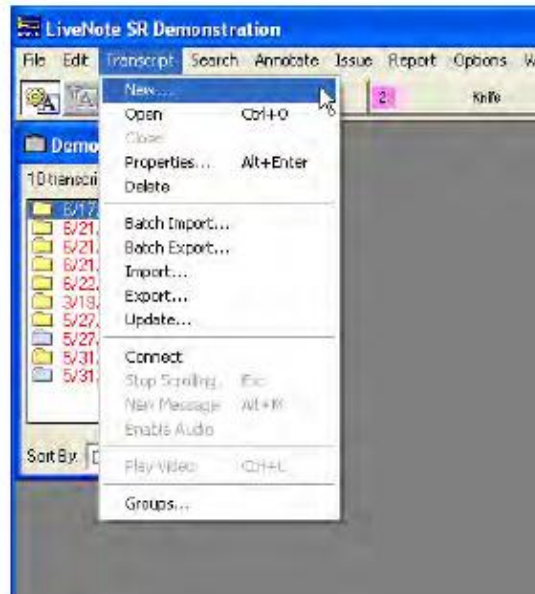 LiveNote SR Demonstration
File Edit Transcript Search Annotate Issue Report Options W
New...
2 Knife
Open Ctrl+O
Close
Demo
Properties... Alt+Enter
10 transcri
Delete
6/17
6/21
Batch Import...
6/21
Batch Export...
6/21
Import...
6/22
Export...
3/18
Update...
5/27
5/27
Connect
5/31
Stop Scrolling Esc
5/31
New Message Alt+M
Enable Audio
Sort By:
Play Video
Groups...